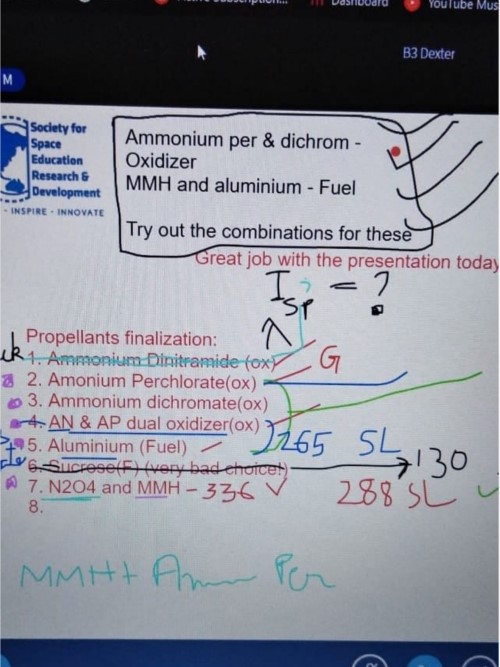 Dashboard
YouTube Mus
B3 Dexter
M
Society for
Space
Education
Research &
Development
INSPIRE · INNOVATE
Ammonium per & dichrom -
Oxidizer
MMH and aluminium - Fuel
Try out the combinations for these
Great job with the presentation today
Isp = ?
Propellants finalization:
1. Ammonium Dinitramide (ox)
G
2. Amonium Perchlorate(ox)
3. Ammonium dichromate(ox)
4. AN & AP dual oxidizer(ox)
5. Aluminium (Fuel)
265 SL
6. Sucrose(F) (very bad choice!)
130
7. N2O4 and MMH - 336
288 SL
8.
MMH + Per